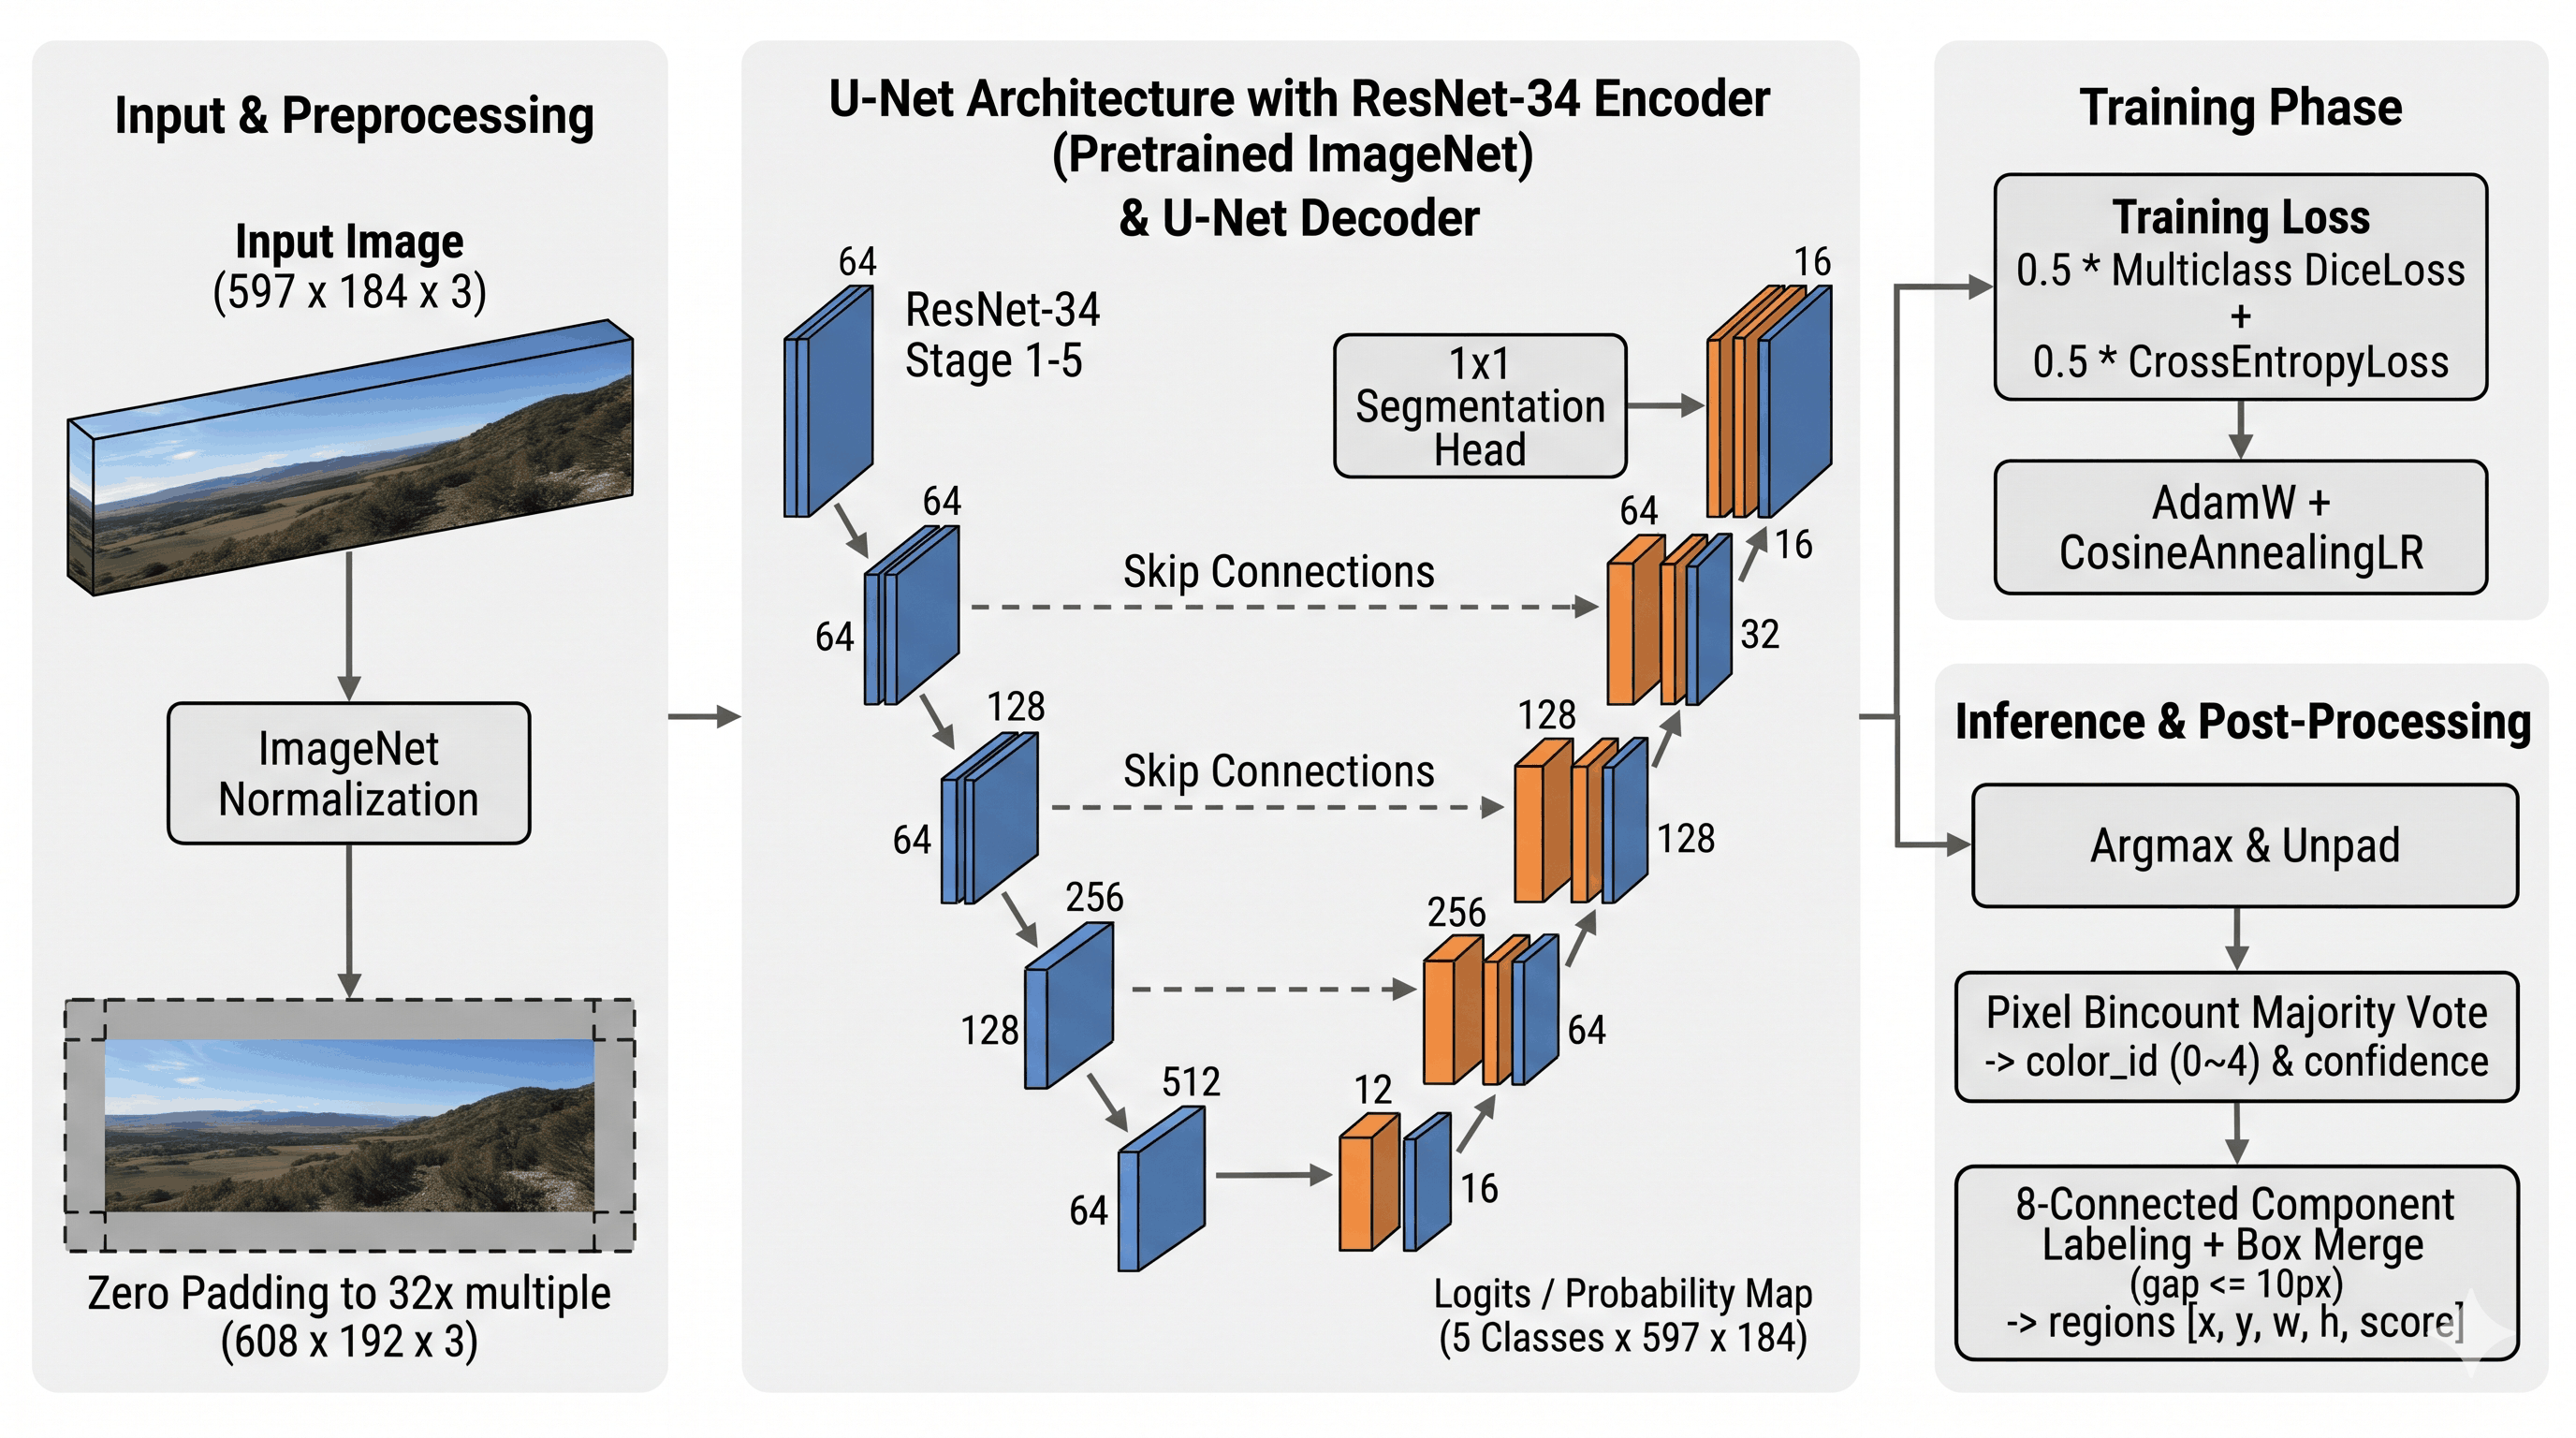 Input & Preprocessing
Input Image
(597 x 184 x 3)
ImageNet
Normalization
Zero Padding to 32x multiple
(608 x 192 x 3)
U-Net Architecture with ResNet-34 Encoder
(Pretrained ImageNet)
& U-Net Decoder
64
ResNet-34
Stage 1-5
64
64
128
64
256
128
512
64
Skip Connections
Skip Connections
1x1
Segmentation
Head
16
16
64
32
128
128
256
64
12
16
Logits / Probability Map
(5 Classes x 597 x 184)
Training Phase
Training Loss
0.5 * Multiclass DiceLoss
+
0.5 * CrossEntropyLoss
AdamW +
CosineAnnealingLR
Inference & Post-Processing
Argmax & Unpad
Pixel Bincount Majority Vote
-> color_id (0~4) & confidence
8-Connected Component
Labeling + Box Merge
(gap <= 10px)
-> regions [x, y, w, h, score]